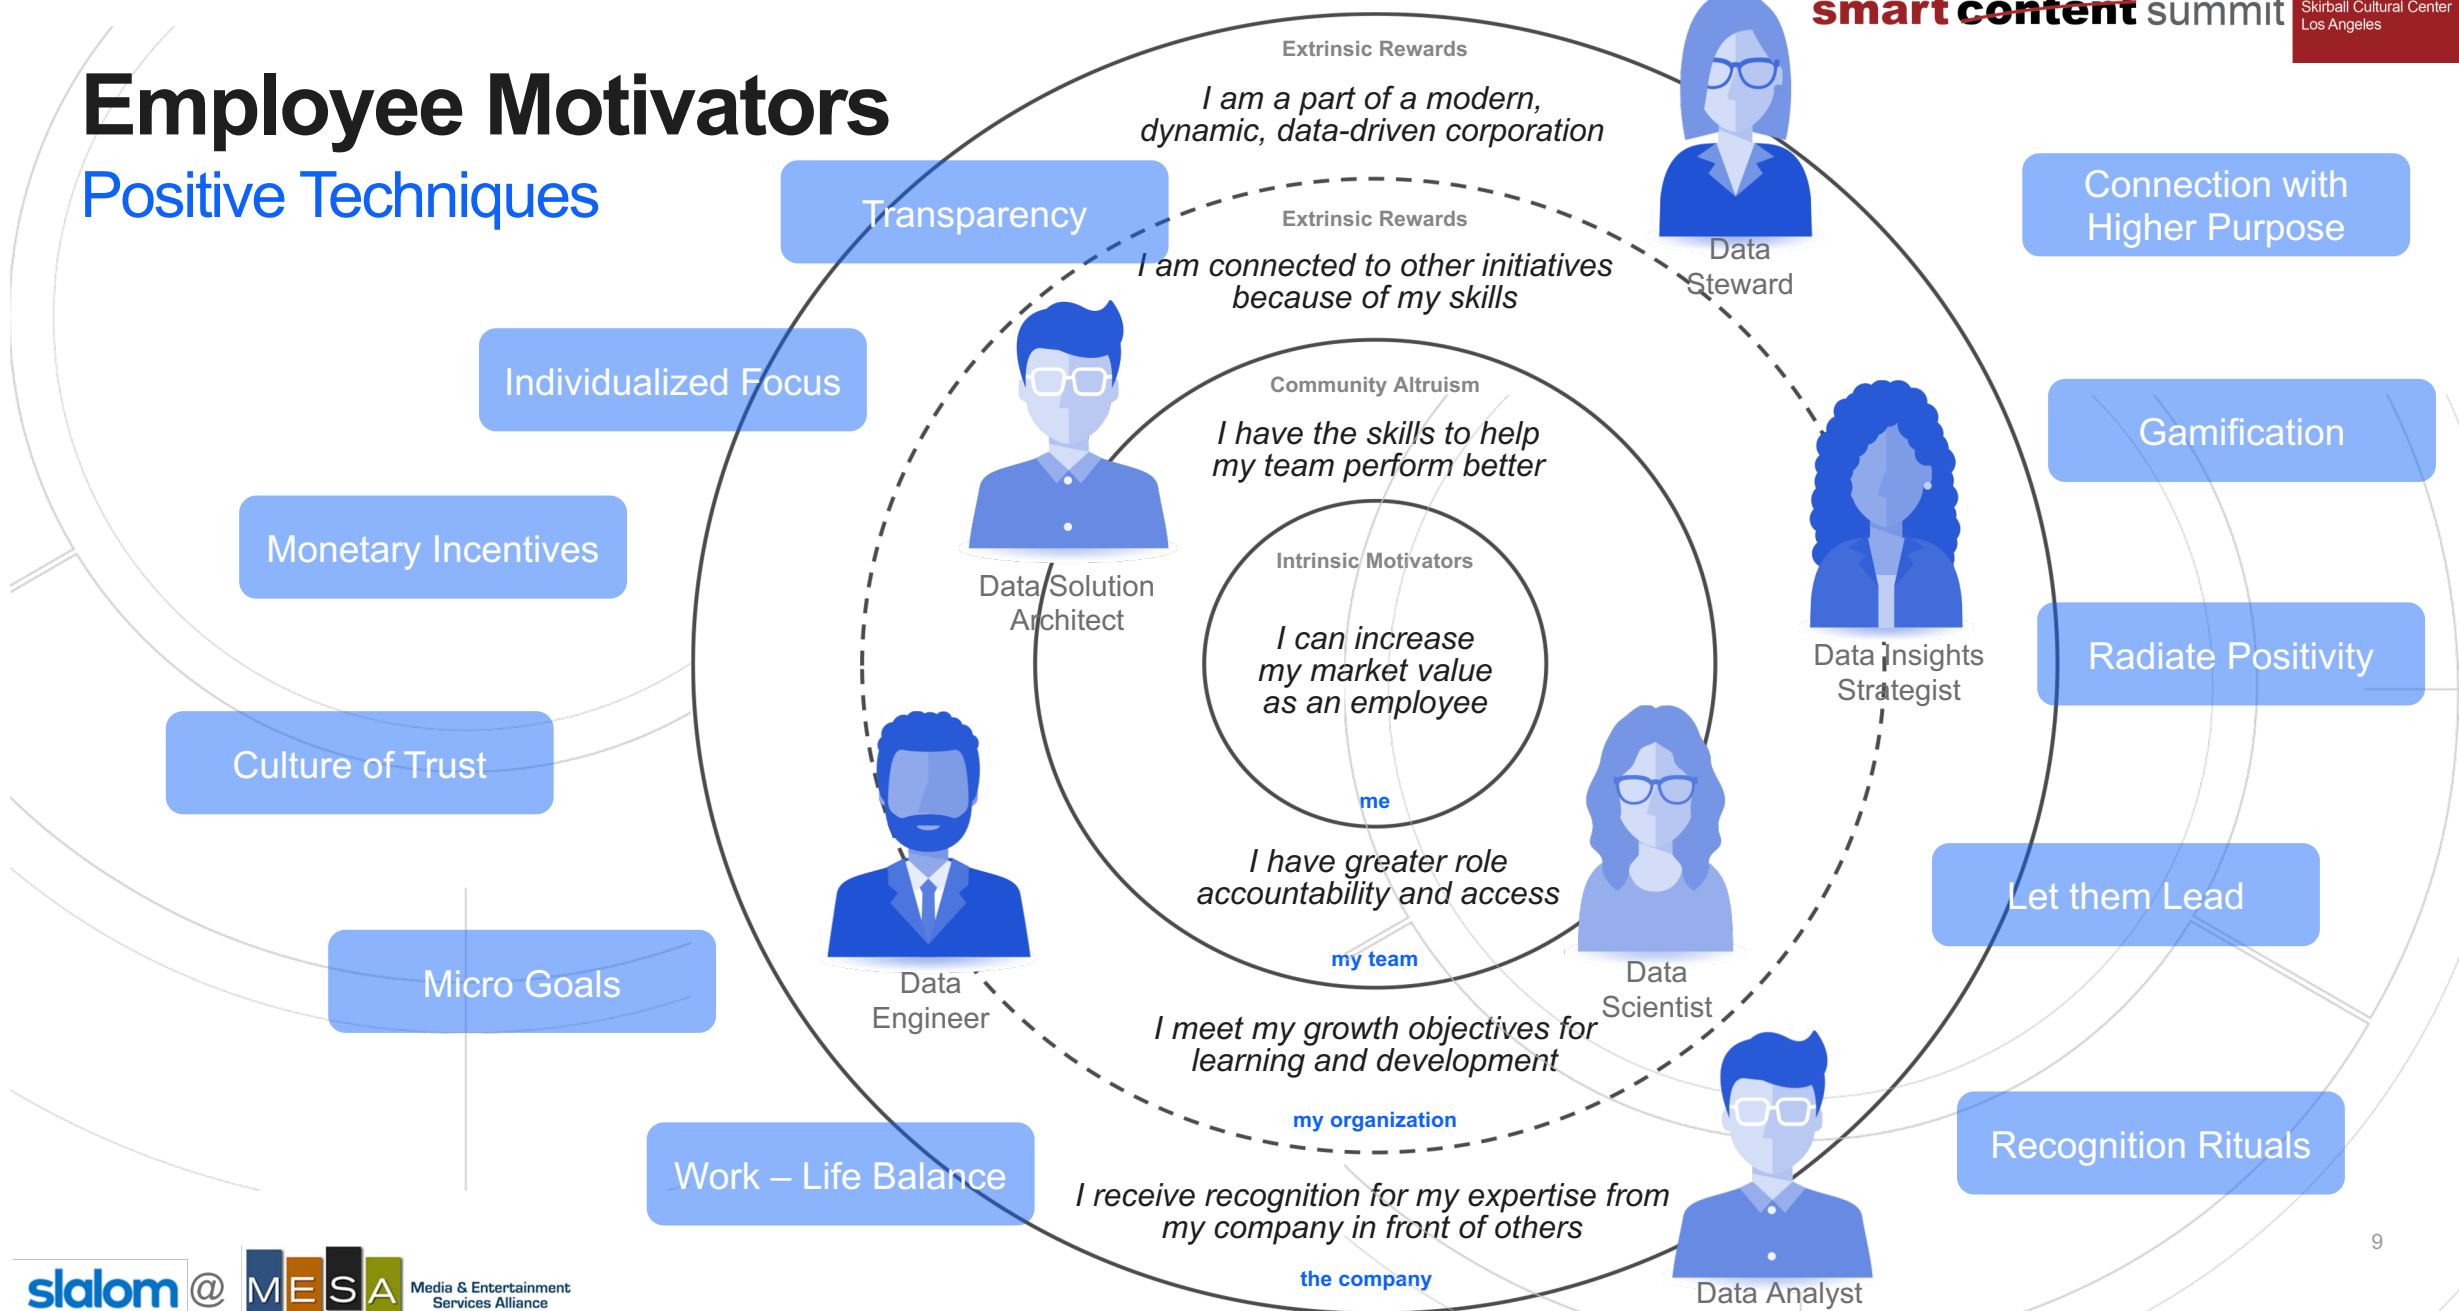 smart content summit
Skirball Cultural Center
Los Angeles
Employee Motivators
Positive Techniques
Extrinsic Rewards
I am a part of a modern,
dynamic, data-driven corporation
Transparency
Extrinsic Rewards
I am connected to other initiatives
because of my skills
Data
Steward
Connection with
Higher Purpose
Individualized Focus
Community Altruism
I have the skills to help
my team perform better
Gamification
Monetary Incentives
Data Solution
Architect
Intrinsic Motivators
I can increase
my market value
as an employee
me
Data Insights
Strategist
Radiate Positivity
Culture of Trust
I have greater role
accountability and access
my team
Let them Lead
Micro Goals
Data
Engineer
Data
Scientist
I meet my growth objectives for
learning and development
my organization
Work – Life Balance
I receive recognition for my expertise from
my company in front of others
the company
Data Analyst
Recognition Rituals
slalom @ MESA Media & Entertainment
Services Alliance
9